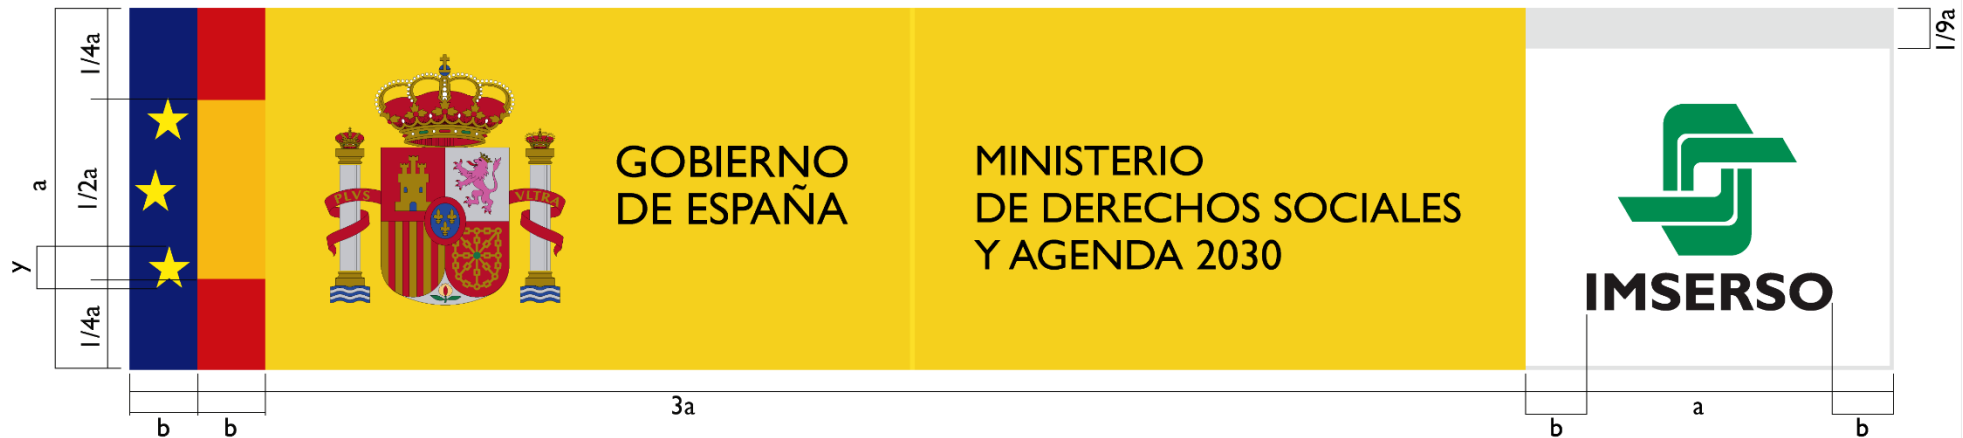 1/4a
1/9a
a
1/2a
y
1/4a
PLVS
VLTRA
GOBIERNO
DE ESPAÑA
MINISTERIO
DE DERECHOS SOCIALES
Y AGENDA 2030
IMSERSO
3a
a
b
b
b
b